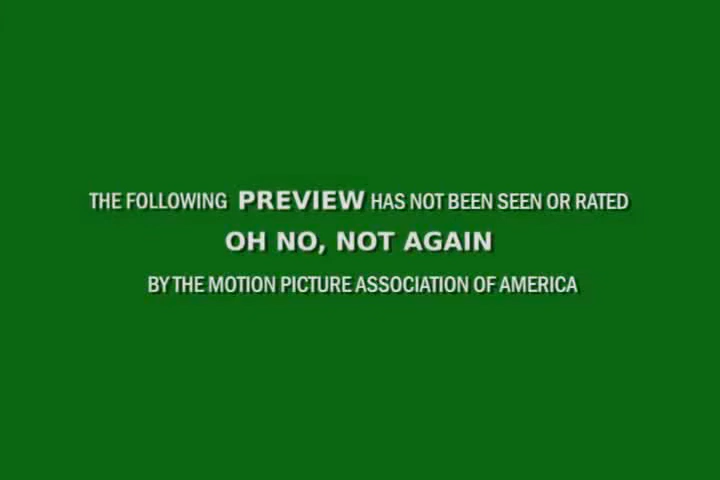 THE FOLLOWING PREVIEW HAS NOT BEEN SEEN OR RATED
OH NO, NOT AGAIN
BY THE MOTION PICTURE ASSOCIATION OF AMERICA